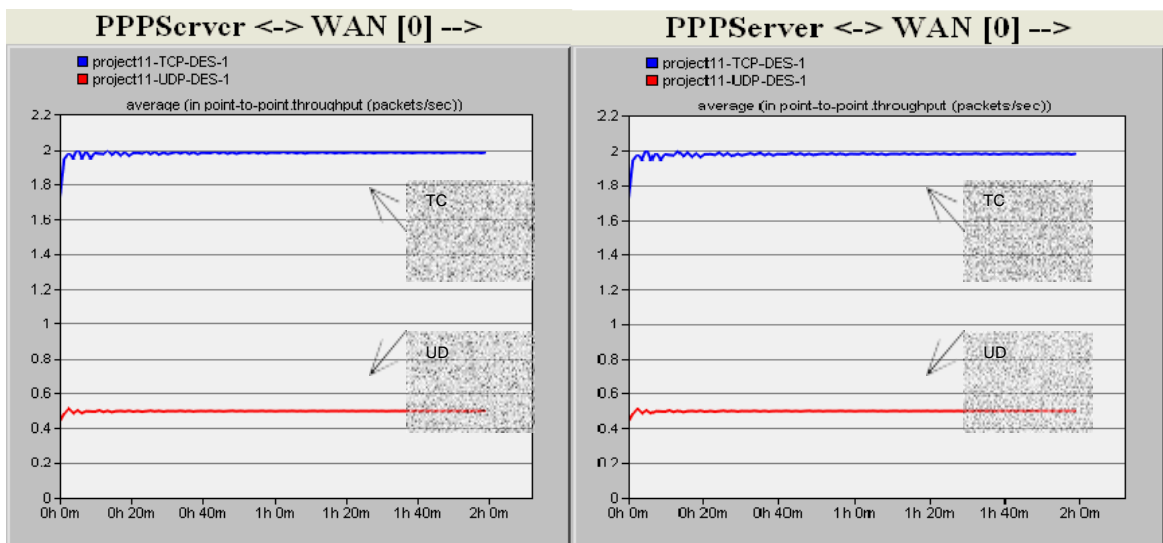 PPPServer <-> WAN [0] -->
project11-TCP-DES-1
project11-UDP-DES-1
average (in point-to-point.throughput (packets/sec))
2.2
2
1.8
1.6
1.4
1.2
1
0.8
0.6
0.4
0.2
0
TC
UD
0h 0m 0h 20m 0h 40m 1h 0m 1h 20m 1h 40m 2h 0m
PPPServer <-> WAN [0] -->
project11-TCP-DES-1
project11-UDP-DES-1
average (in point-to-point.throughput (packets/sec))
2.2
2
1.8
1.6
1.4
1.2
1
0.8
0.6
0.4
0.2
0
TC
UD
0h 0m 0h 20m 0h 40m 1h 0m 1h 20m 1h 40m 2h 0m